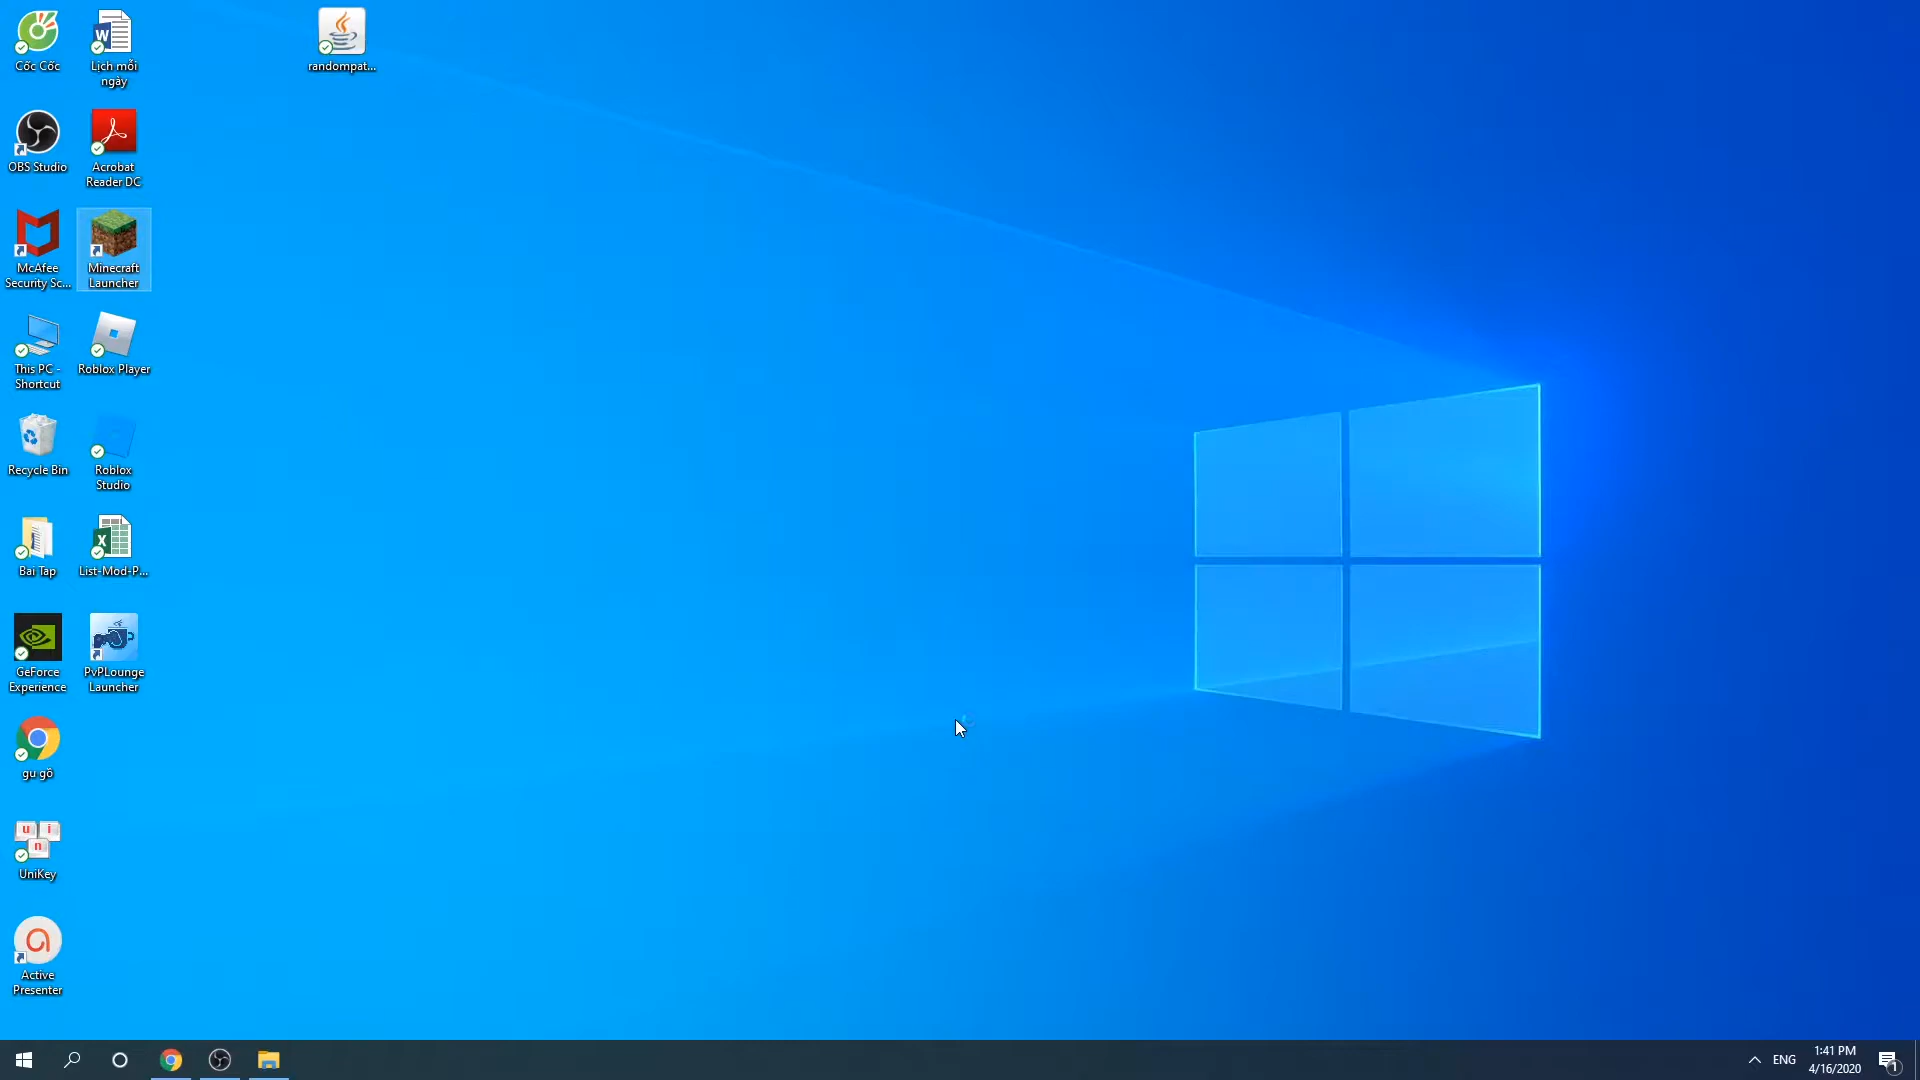 Cốc Cốc
Lịch mỗi
ngày
randompat...
OBS Studio
Acrobat
Reader DC
McAfee
Security Sc...
Minecraft
Launcher
This PC -
Shortcut
Roblox Player
Recycle Bin
Roblox
Studio
Bai Tap
List-Mod-P...
GeForce
Experience
PvPLounge
Launcher
gu gồ
UniKey
Active
Presenter
ENG
1:41 PM
4/16/2020
1